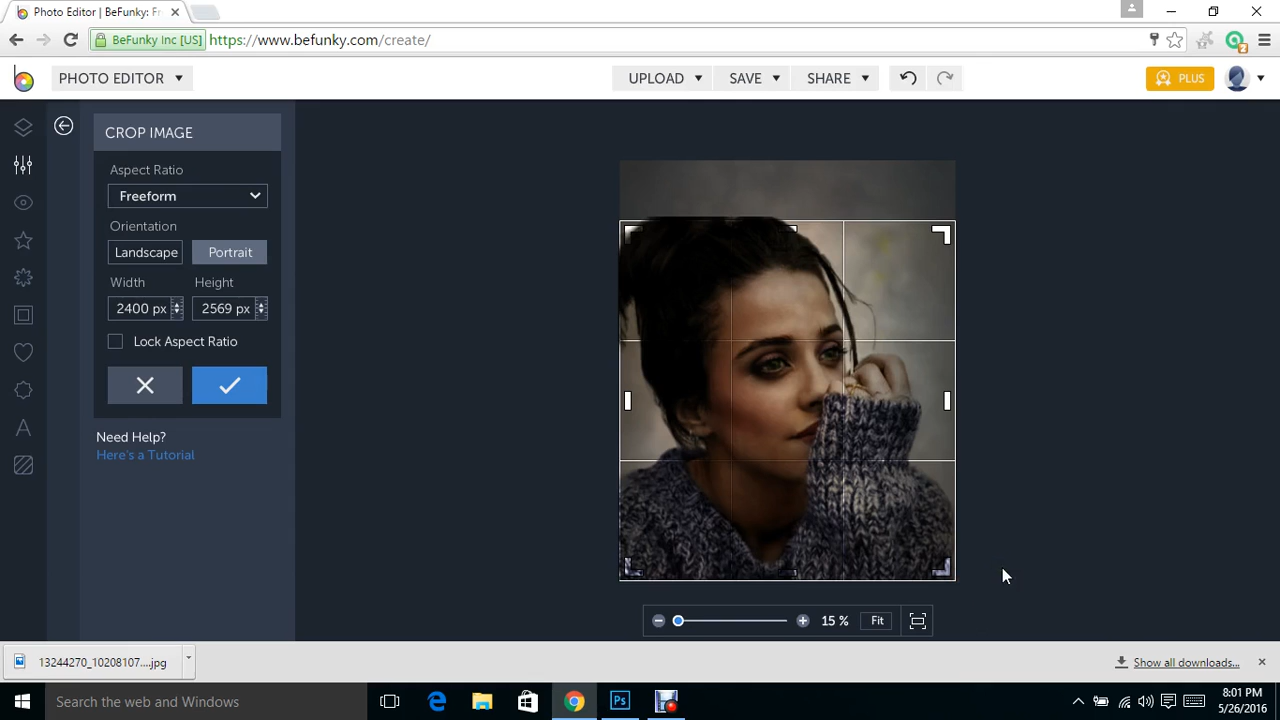 Photo Editor | BeFunky: Fr
BeFunky Inc [US] https://www.befunky.com/create/
2
PHOTO EDITOR
UPLOAD SAVE SHARE PLUS
CROP IMAGE
Aspect Ratio
Freeform
Orientation
Landscape Portrait
Width Height
2400 px 2569 px
Lock Aspect Ratio
Need Help?
Here's a Tutorial
A
15 % Fit
13244270_10208107....jpg
Show all downloads...
Search the web and Windows
Ps
8:01 PM
5/26/2016